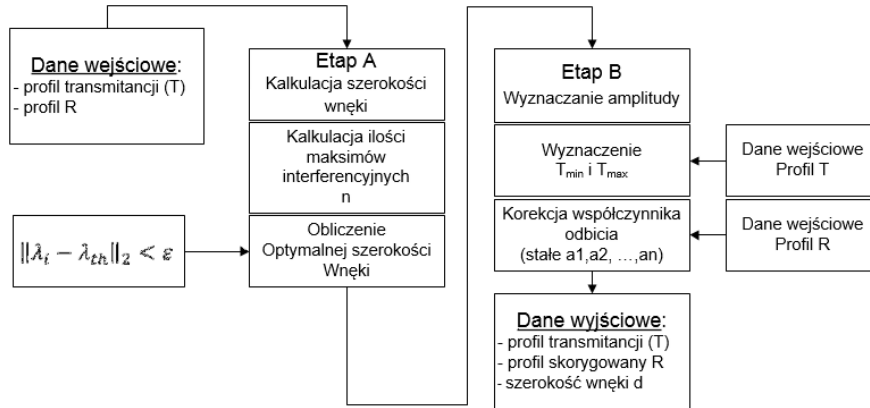 Dane wejściowe:
- profil transmitancji (T)
- profil R
Etap A
Kalkulacja szerokości
wnęki
Kalkulacja ilości
maksimów
interferencyjnych
n
‖λᵢ − λₜₕ‖₂ < ε
Obliczenie
Optymalnej szerokości
Wnęki
Etap B
Wyznaczanie amplitudy
Wyznaczenie
Tmin i Tmax
Dane wejściowe
Profil T
Korekcja współczynnika
odbicia
(stałe a1,a2, …,an)
Dane wejściowe
Profil R
Dane wyjściowe:
- profil transmitancji (T)
- profil skorygowany R
- szerokość wnęki d